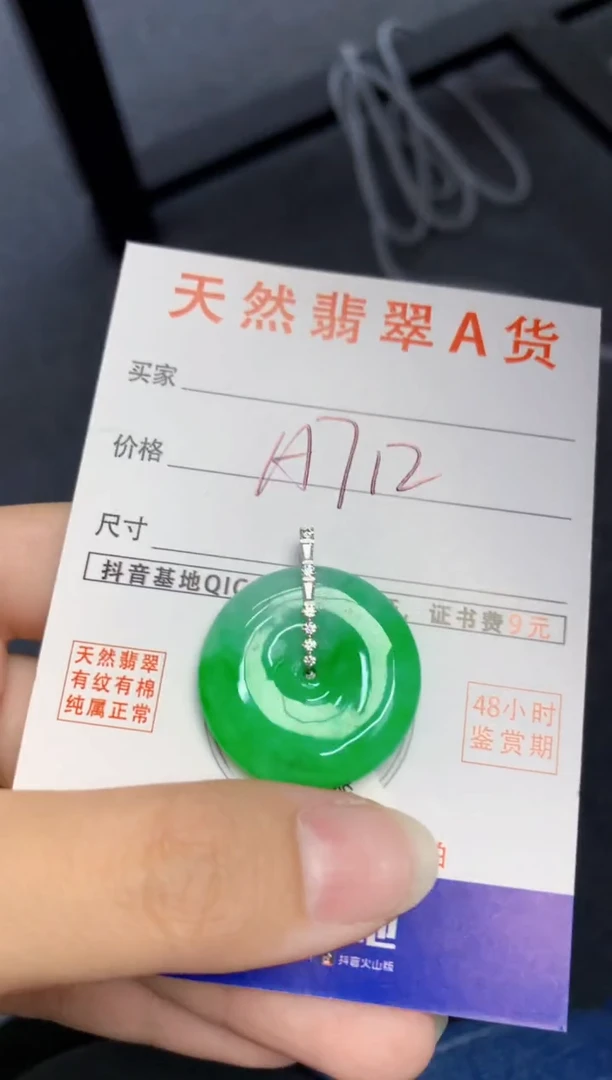 天然翡翠A货
买家
价格 A712
尺寸
抖音基地QIC
证书费9元
天然翡翠
有纹有棉
纯属正常
48小时
鉴赏期
抖音火山版